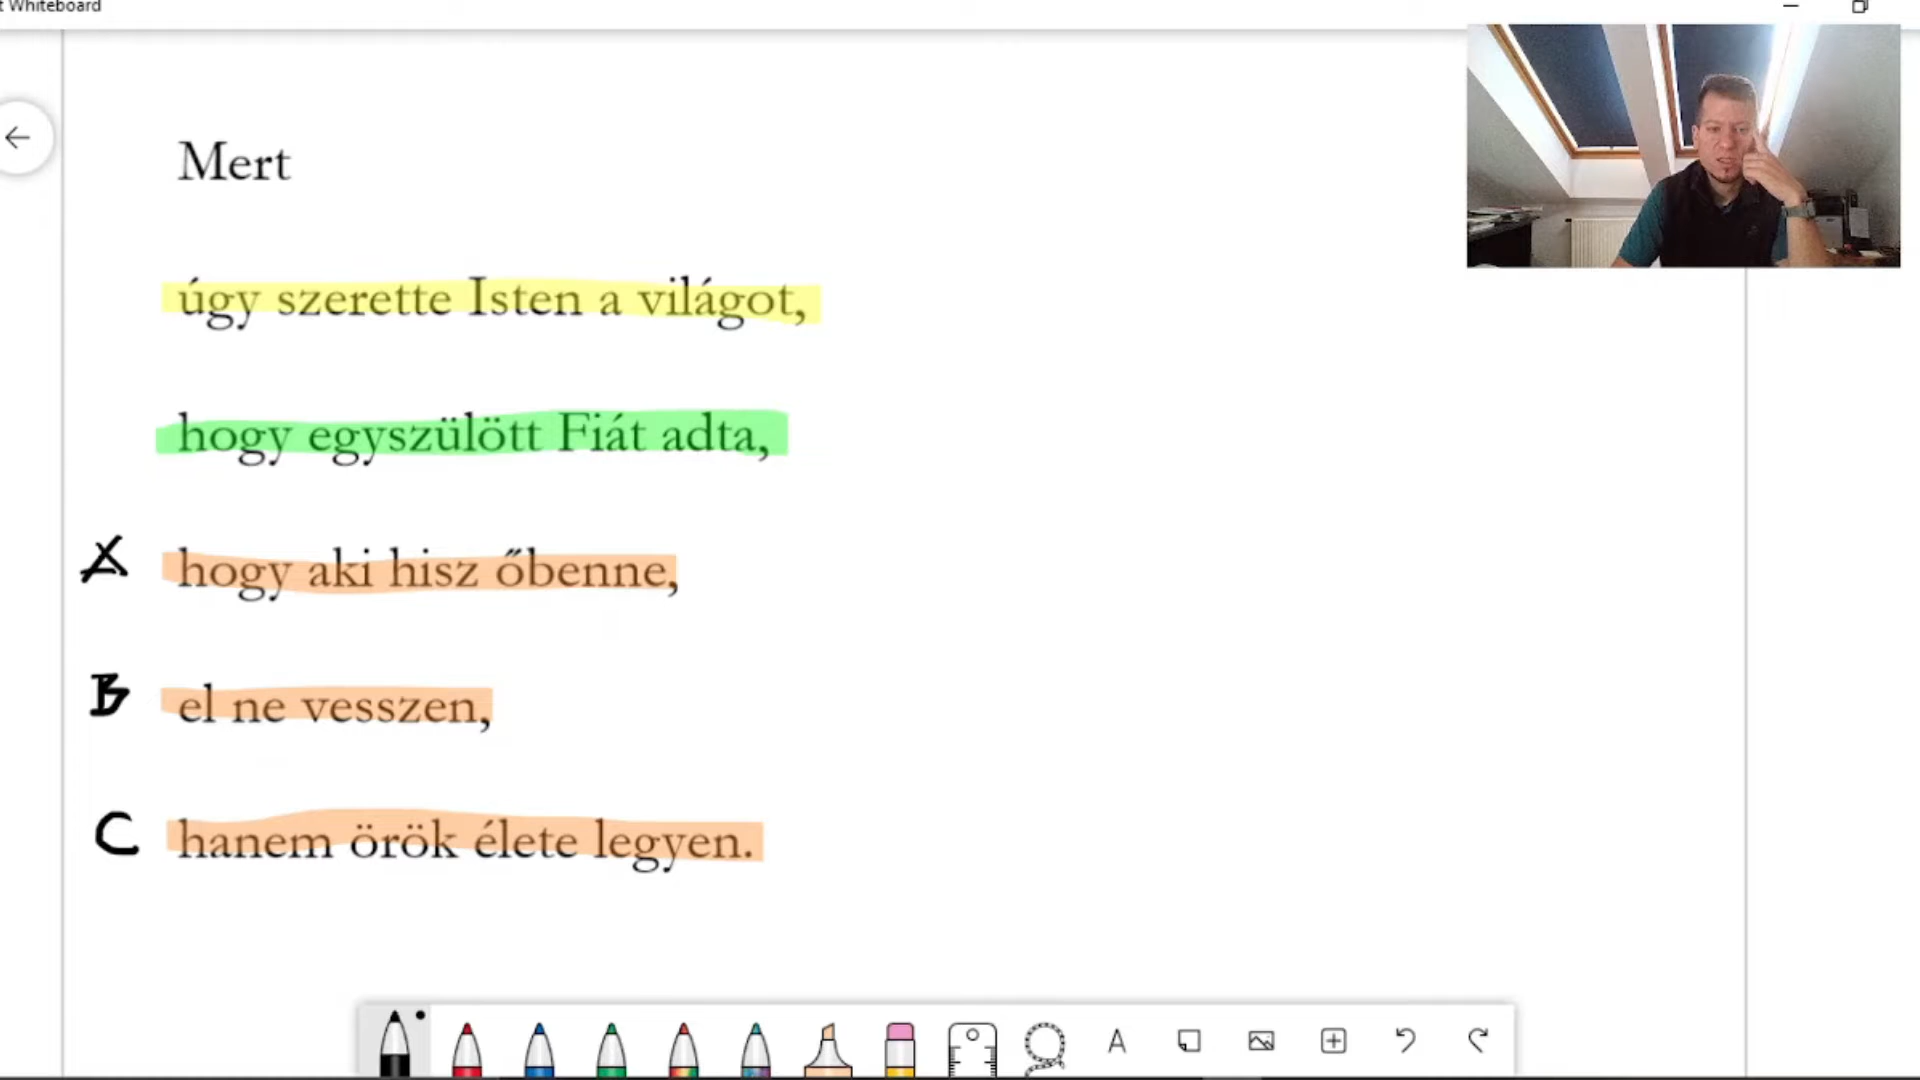 Whiteboard
Mert
úgy szerette Isten a világot,
hogy egyszülött Fiát adta,
A hogy aki hisz őbenne,
B el ne vesszen,
C hanem örök élete legyen.
A